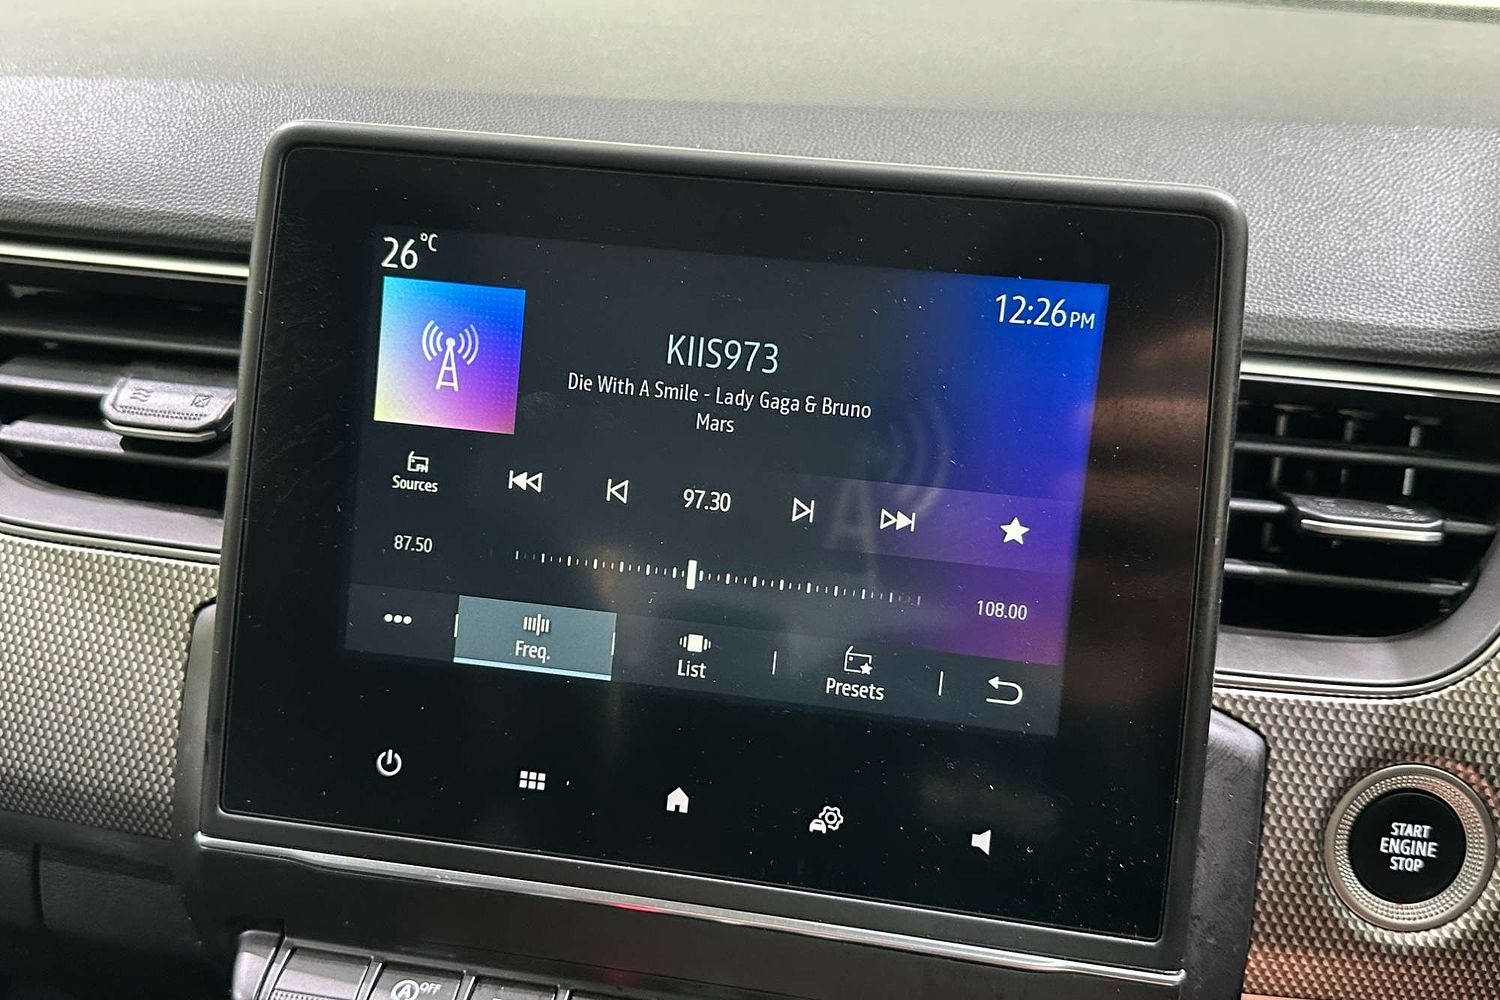 26°C
12:26PM
KIIS973
Die With A Smile - Lady Gaga & Bruno
Mars
Sources
97.30
87.50
108.00
Freq.
List
Presets
START
ENGINE
STOP
A OFF